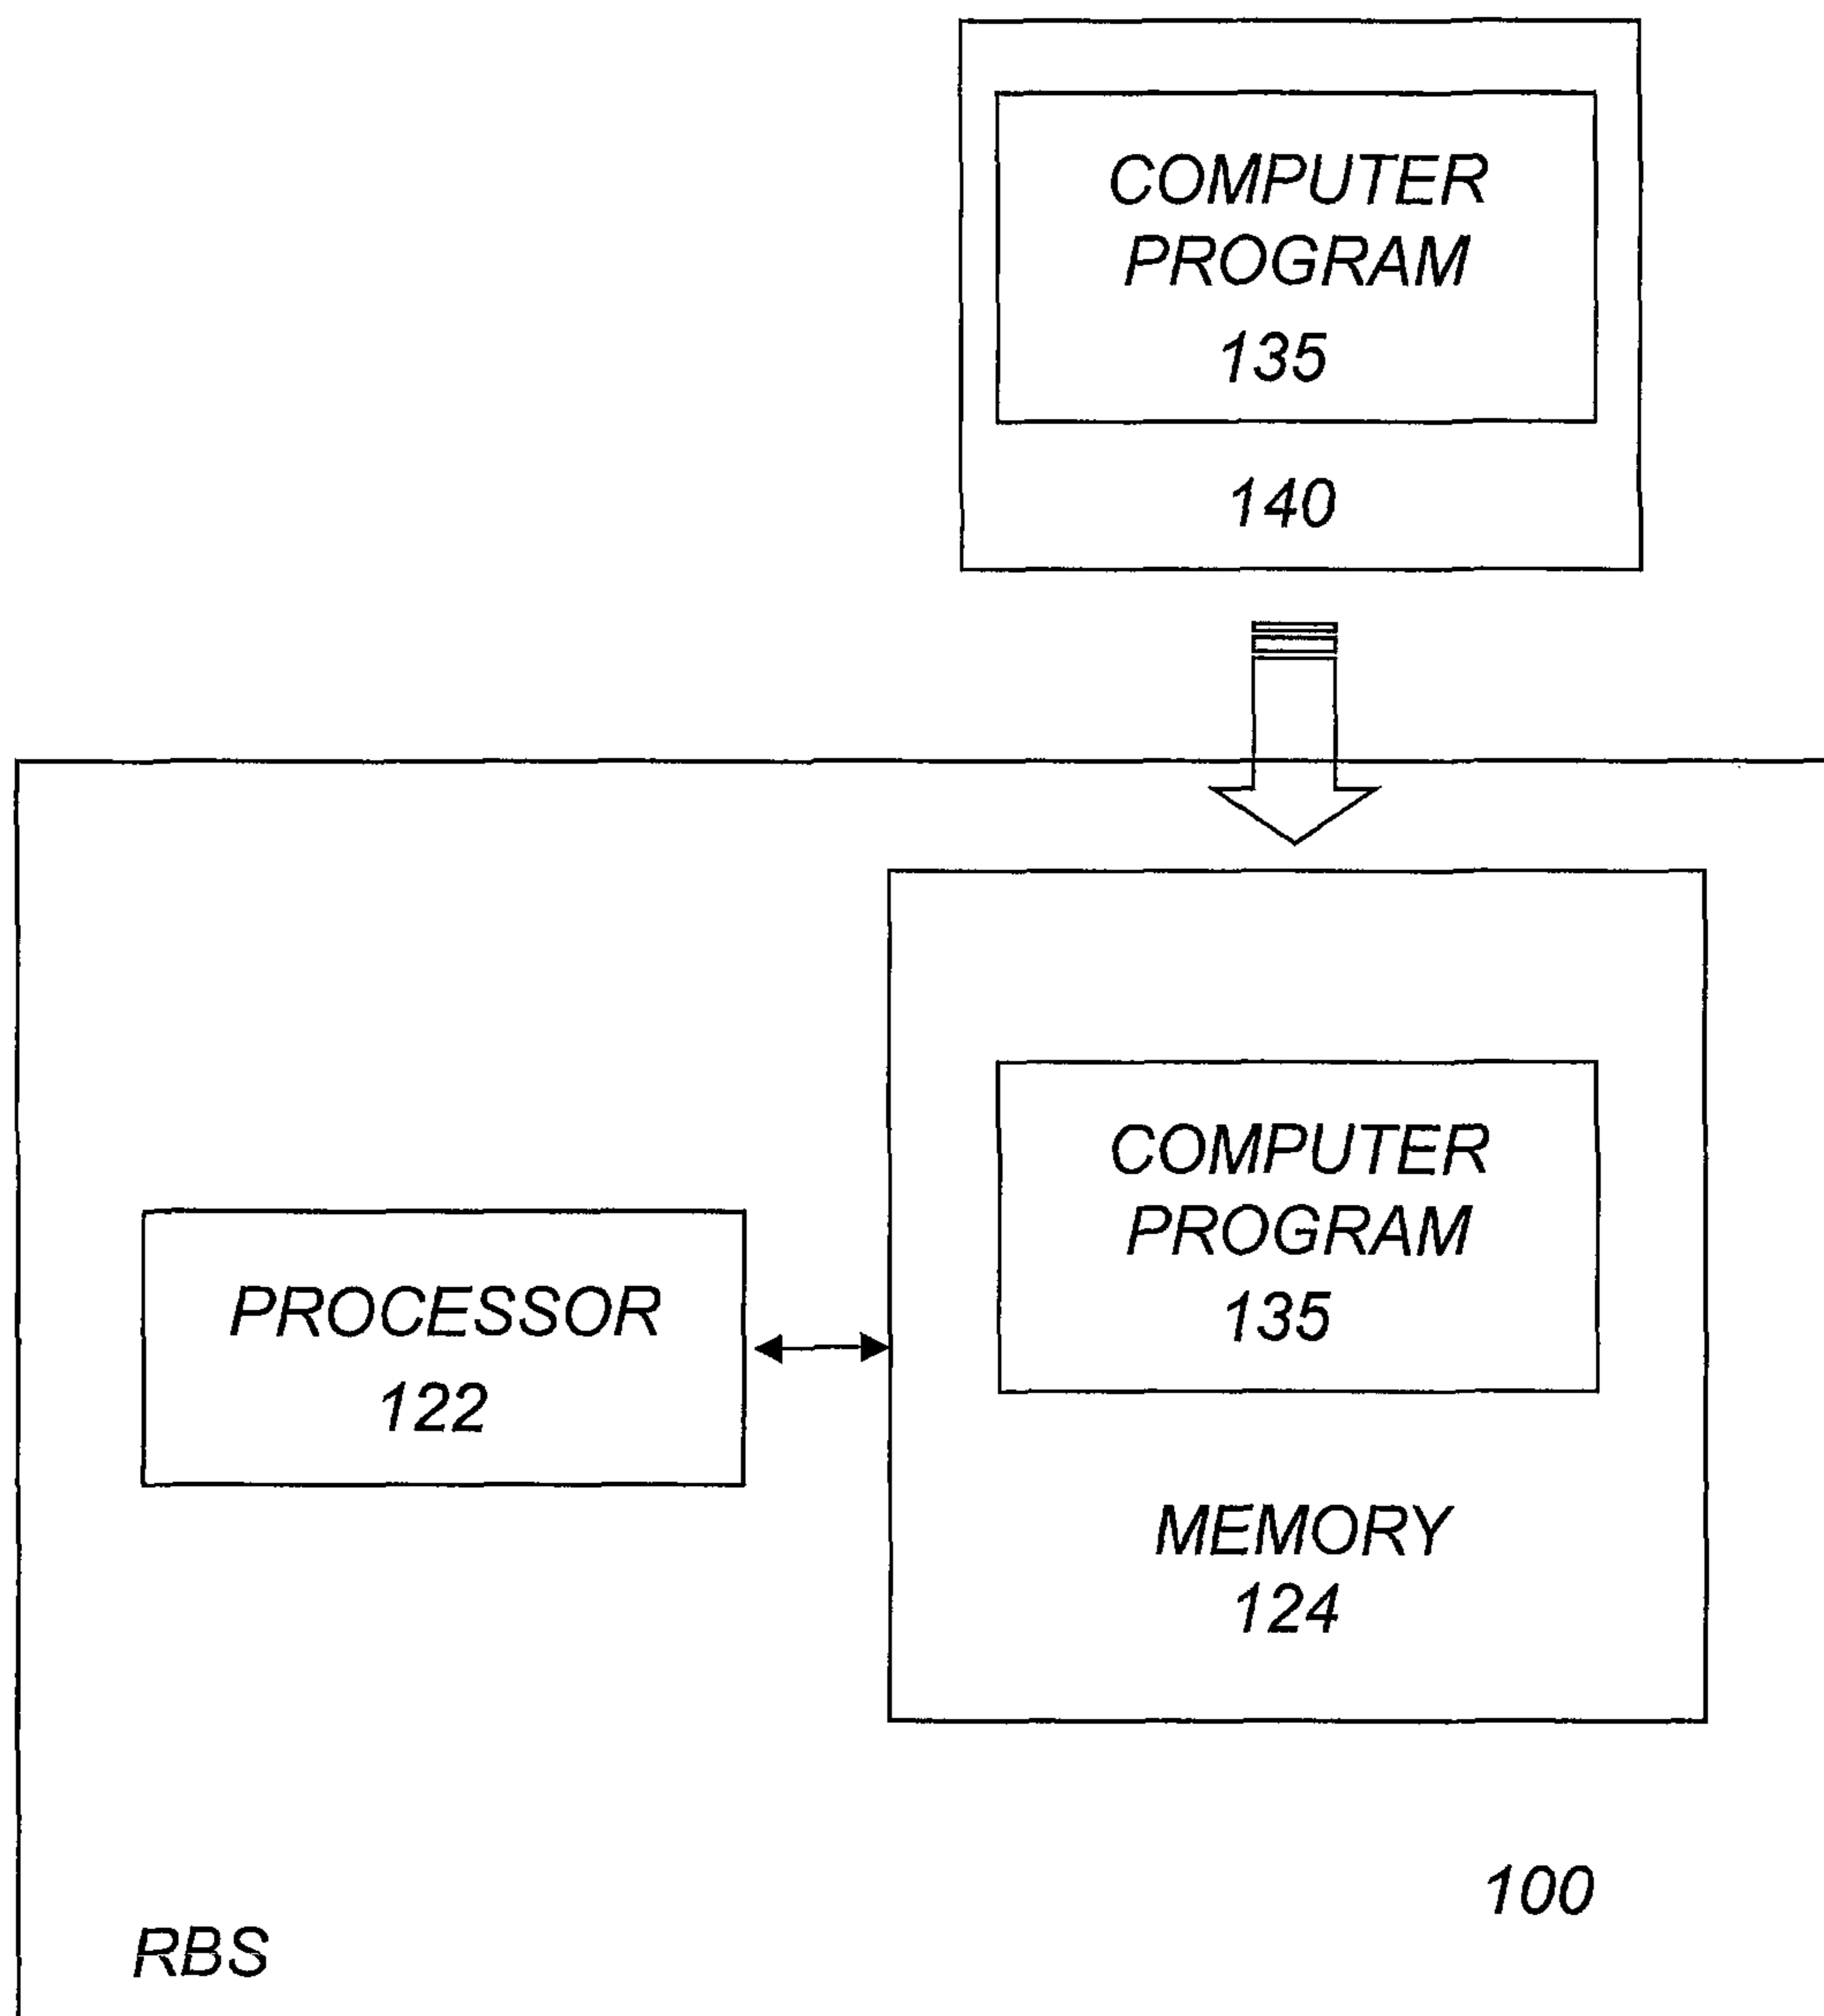 COMPUTER
PROGRAM
135
140
COMPUTER
PROGRAM
135
PROCESSOR
122
MEMORY
124
100
RBS